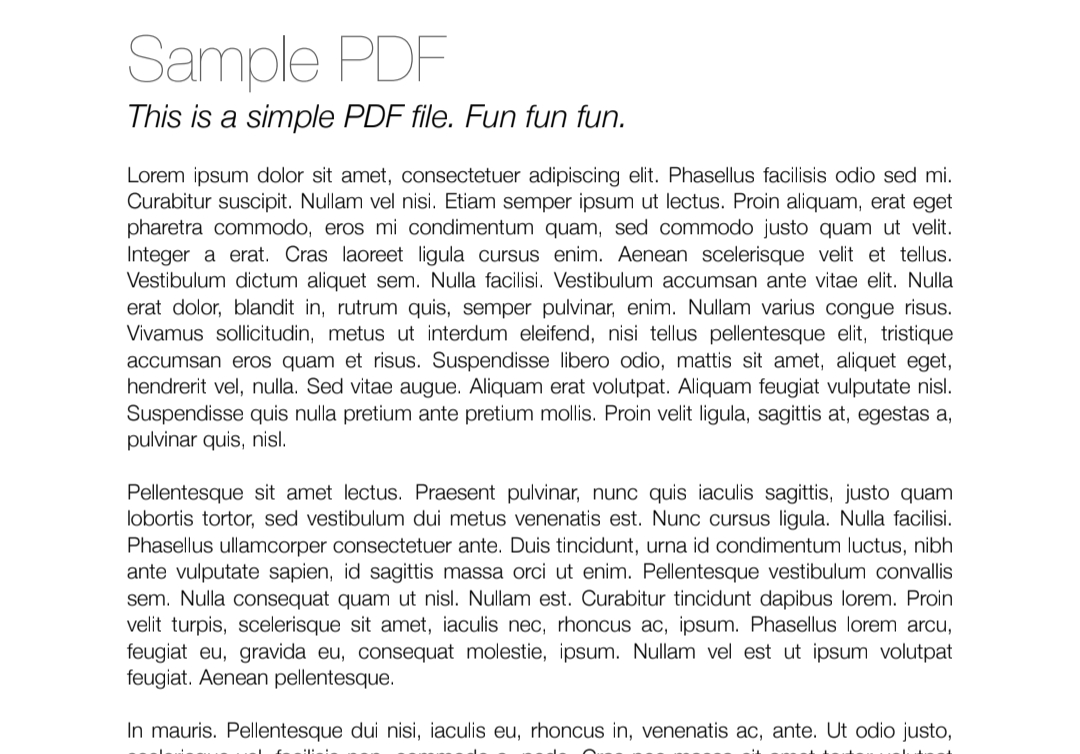 Sample PDF
This is a simple PDF file. Fun fun fun.
Lorem ipsum dolor sit amet, consectetuer adipiscing elit. Phasellus facilisis odio sed mi.
Curabitur suscipit. Nullam vel nisi. Etiam semper ipsum ut lectus. Proin aliquam, erat eget
pharetra commodo, eros mi condimentum quam, sed commodo justo quam ut velit.
Integer a erat. Cras laoreet ligula cursus enim. Aenean scelerisque velit et tellus.
Vestibulum dictum aliquet sem. Nulla facilisi. Vestibulum accumsan ante vitae elit. Nulla
erat dolor, blandit in, rutrum quis, semper pulvinar, enim. Nullam varius congue risus.
Vivamus sollicitudin, metus ut interdum eleifend, nisi tellus pellentesque elit, tristique
accumsan eros quam et risus. Suspendisse libero odio, mattis sit amet, aliquet eget,
hendrerit vel, nulla. Sed vitae augue. Aliquam erat volutpat. Aliquam feugiat vulputate nisl.
Suspendisse quis nulla pretium ante pretium mollis. Proin velit ligula, sagittis at, egestas a,
pulvinar quis, nisl.
Pellentesque sit amet lectus. Praesent pulvinar, nunc quis iaculis sagittis, justo quam
lobortis tortor, sed vestibulum dui metus venenatis est. Nunc cursus ligula. Nulla facilisi.
Phasellus ullamcorper consectetuer ante. Duis tincidunt, urna id condimentum luctus, nibh
ante vulputate sapien, id sagittis massa orci ut enim. Pellentesque vestibulum convallis
sem. Nulla consequat quam ut nisl. Nullam est. Curabitur tincidunt dapibus lorem. Proin
velit turpis, scelerisque sit amet, iaculis nec, rhoncus ac, ipsum. Phasellus lorem arcu,
feugiat eu, gravida eu, consequat molestie, ipsum. Nullam vel est ut ipsum volutpat
feugiat. Aenean pellentesque.
In mauris. Pellentesque dui nisi, iaculis eu, rhoncus in, venenatis ac, ante. Ut odio justo,